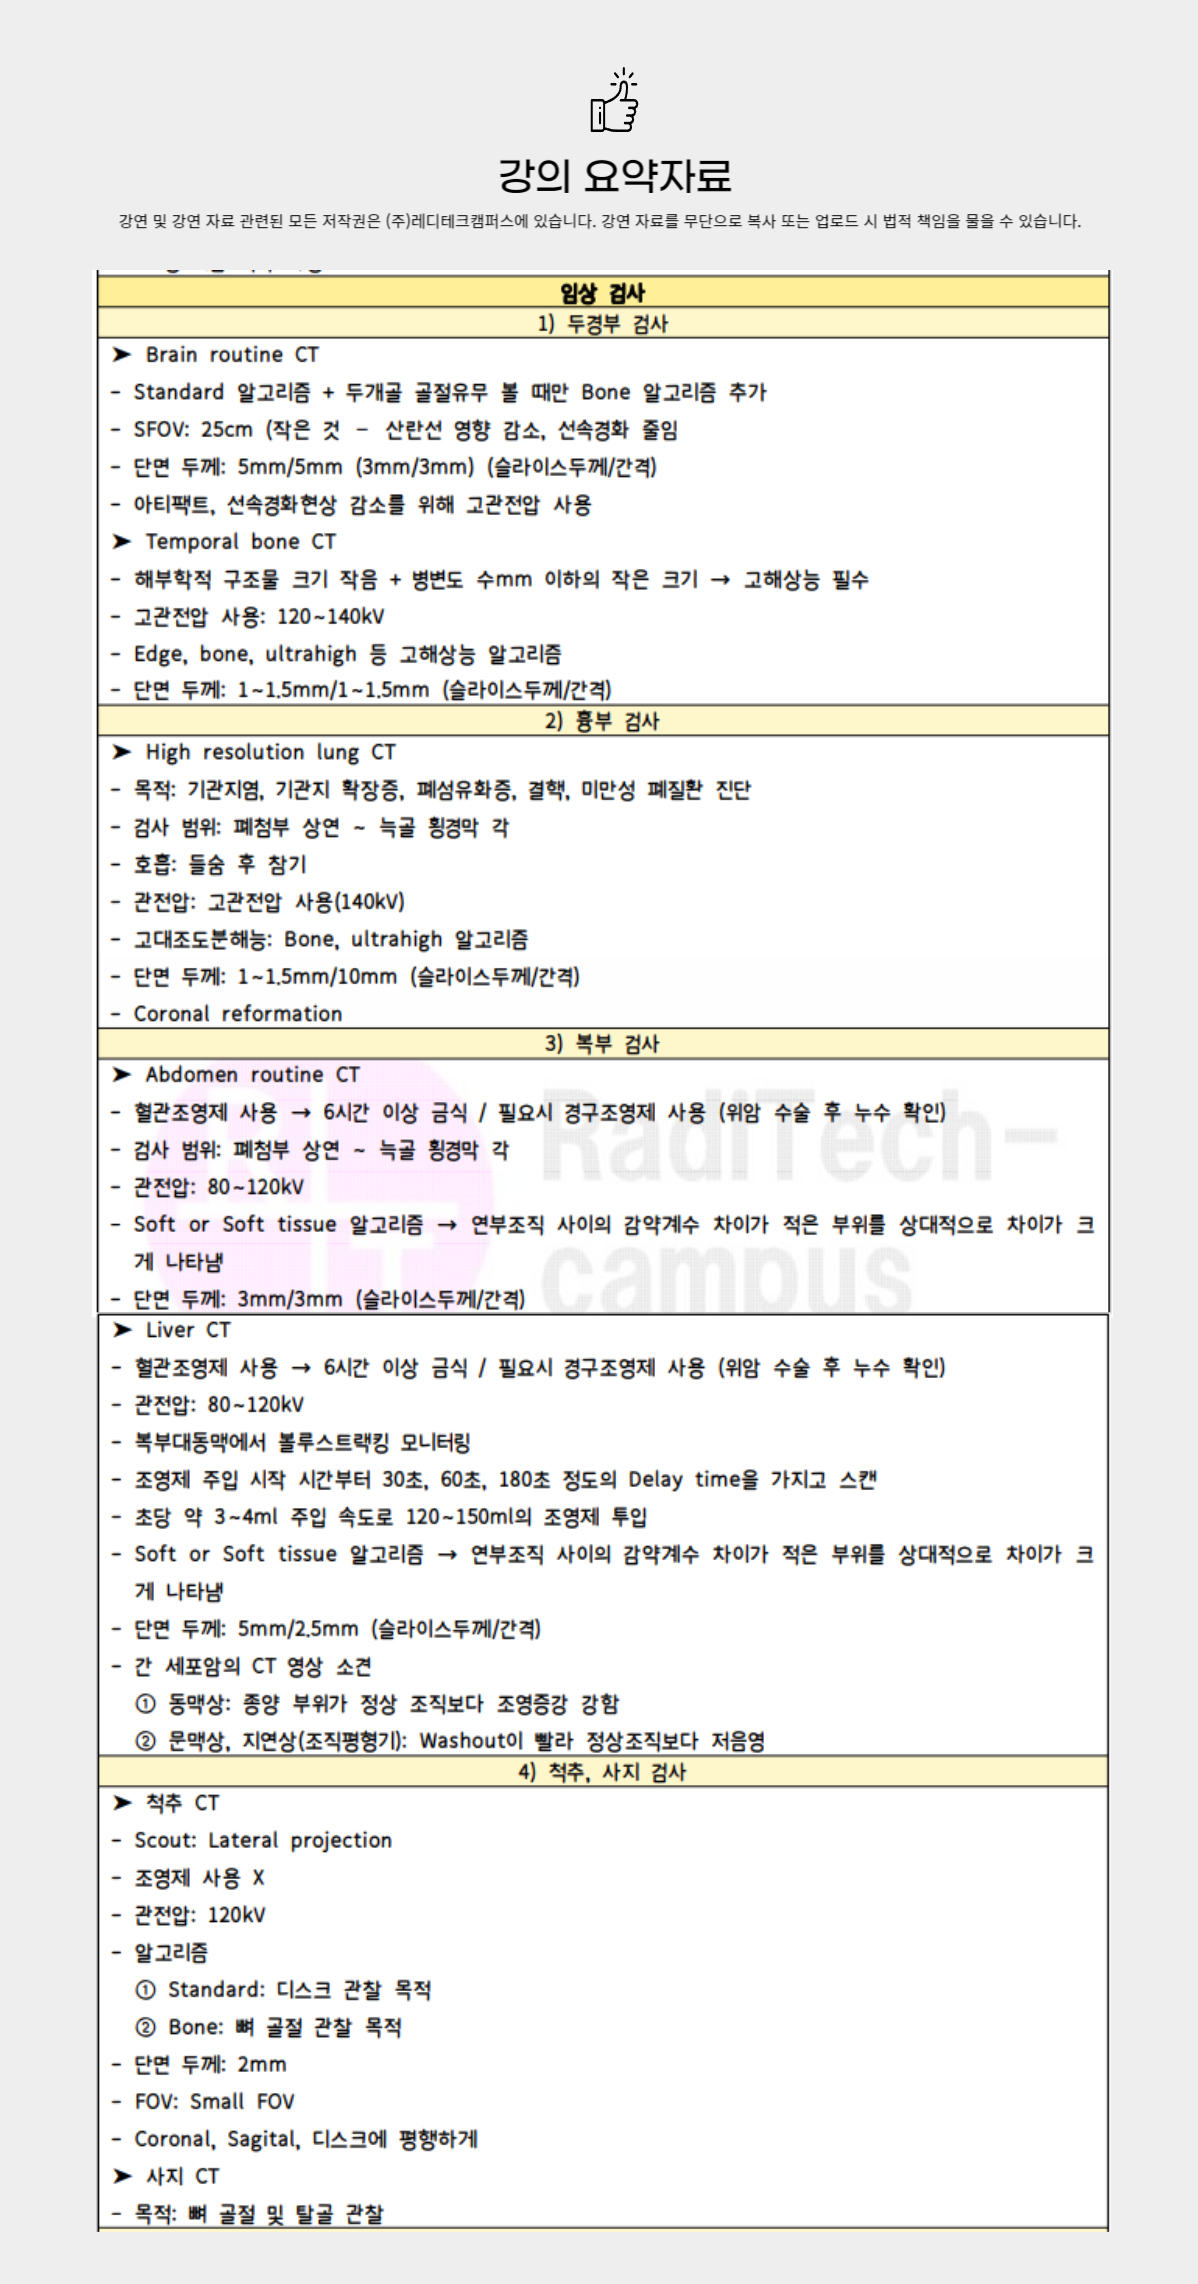 강의 요약자료
강연 및 강연 자료 관련된 모든 저작권은 (주)레디테크캠퍼스에 있습니다. 강연 자료를 무단으로 복사 또는 업로드 시 법적 책임을 물을 수 있습니다.
임상 검사
1) 두경부 검사
➤ Brain routine CT
- Standard 알고리즘 + 두개골 골절유무 볼 때만 Bone 알고리즘 추가
- SFOV: 25cm (작은 것 - 산란선 영향 감소, 선속경화 줄임
- 단면 두께: 5mm/5mm (3mm/3mm) (슬라이스두께/간격)
- 아티팩트, 선속경화현상 감소를 위해 고관전압 사용
➤ Temporal bone CT
- 해부학적 구조물 크기 작음 + 병변도 수mm 이하의 작은 크기 → 고해상능 필수
- 고관전압 사용: 120~140kV
- Edge, bone, ultrahigh 등 고해상능 알고리즘
- 단면 두께: 1~1.5mm/1~1.5mm (슬라이스두께/간격)
2) 흉부 검사
➤ High resolution lung CT
- 목적: 기관지염, 기관지 확장증, 폐섬유화증, 결핵, 미만성 폐질환 진단
- 검사 범위: 폐첨부 상연 ~ 늑골 횡경막 각
- 호흡: 들숨 후 참기
- 관전압: 고관전압 사용(140kV)
- 고대조도분해능: Bone, ultrahigh 알고리즘
- 단면 두께: 1~1.5mm/10mm (슬라이스두께/간격)
- Coronal reformation
3) 복부 검사
➤ Abdomen routine CT
- 혈관조영제 사용 → 6시간 이상 금식 / 필요시 경구조영제 사용 (위암 수술 후 누수 확인)
- 검사 범위: 폐첨부 상연 ~ 늑골 횡경막 각
- 관전압: 80~120kV
- Soft or Soft tissue 알고리즘 → 연부조직 사이의 감약계수 차이가 적은 부위를 상대적으로 차이가 크
게 나타냄
- 단면 두께: 3mm/3mm (슬라이스두께/간격)
RadiTech-
campus
➤ Liver CT
- 혈관조영제 사용 → 6시간 이상 금식 / 필요시 경구조영제 사용 (위암 수술 후 누수 확인)
- 관전압: 80~120kV
- 복부대동맥에서 볼루스트랙킹 모니터링
- 조영제 주입 시작 시간부터 30초, 60초, 180초 정도의 Delay time을 가지고 스캔
- 초당 약 3~4ml 주입 속도로 120~150ml의 조영제 투입
- Soft or Soft tissue 알고리즘 → 연부조직 사이의 감약계수 차이가 적은 부위를 상대적으로 차이가 크
게 나타냄
- 단면 두께: 5mm/2.5mm (슬라이스두께/간격)
- 간 세포암의 CT 영상 소견
① 동맥상: 종양 부위가 정상 조직보다 조영증강 강함
② 문맥상, 지연상(조직평형기): Washout이 빨라 정상조직보다 저음영
4) 척추, 사지 검사
➤ 척추 CT
- Scout: Lateral projection
- 조영제 사용 X
- 관전압: 120kV
- 알고리즘
① Standard: 디스크 관찰 목적
② Bone: 뼈 골절 관찰 목적
- 단면 두께: 2mm
- FOV: Small FOV
- Coronal, Sagital, 디스크에 평행하게
➤ 사지 CT
- 목적: 뼈 골절 및 탈골 관찰